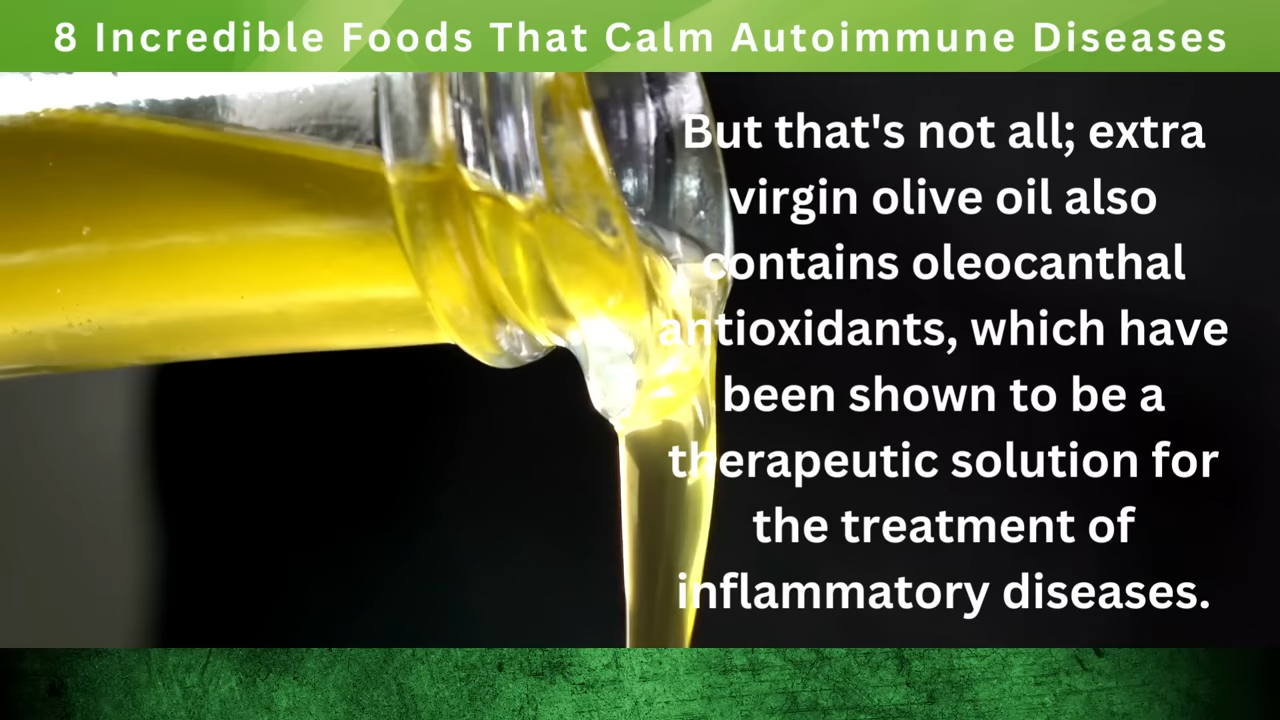 8 Incredible Foods That Calm Autoimmune Diseases
But that's not all; extra
virgin olive oil also
contains oleocanthal
antioxidants, which have
been shown to be a
therapeutic solution for
the treatment of
inflammatory diseases.